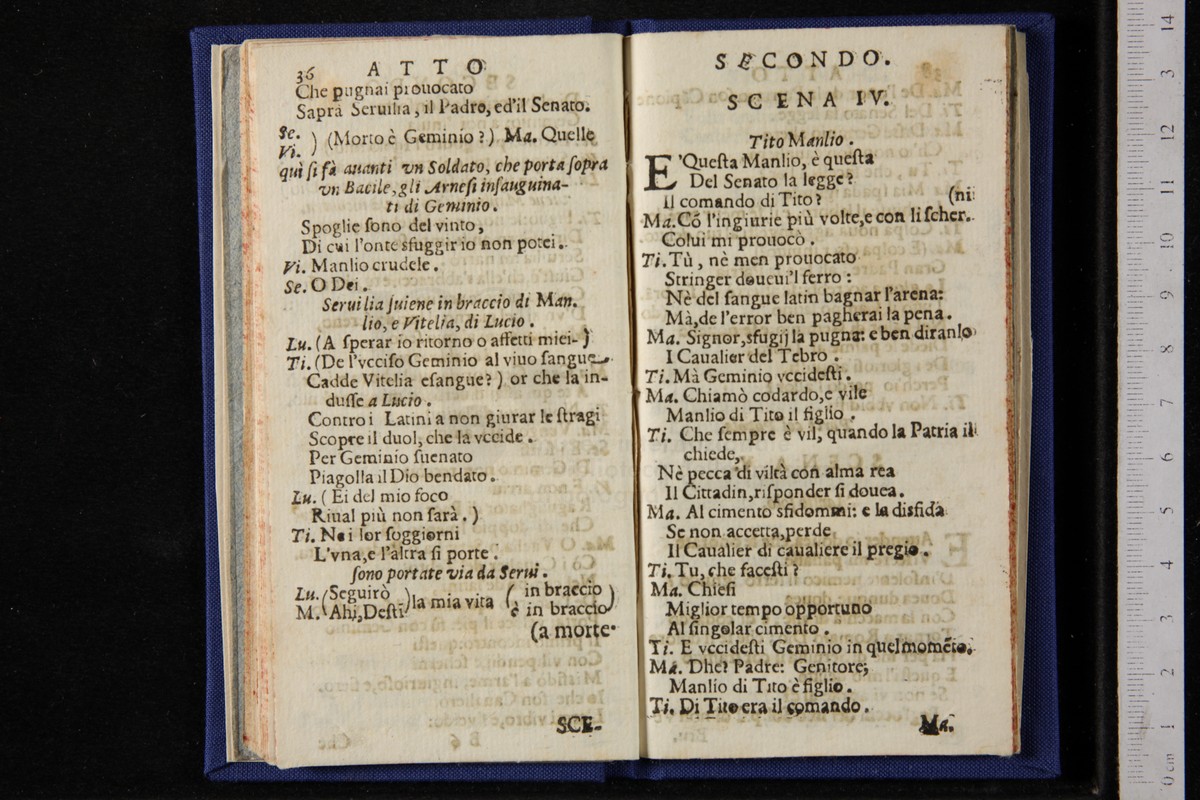 36 ATTO
Che pugnai prouocato
Saprà Seruilia, il Padro, ed'il Senato.
Se.
Vi. ) (Morto è Geminio?) Ma. Quelle
quì ſi fà auanti vn Soldato, che porta ſopra
vn Bacile, gli Arneſi inſauguina-
ti di Geminio.
Spoglie ſono del vinto,
Di cui l'onte sfuggir io non potei.
Vi. Manlio crudele.
Se. O Dei.
Seruilia ſuiene in braccio di Man.
lio, e Vitelia, di Lucio.
Lu. (A ſperar io ritorno o affetti miei-)
Ti. (De l'vcciſo Geminio al viuo ſangue
Cadde Vitelia eſangue?) or che la in-
duſſe a Lucio.
Contro i Latini a non giurar le ſtragi
Scopre il duol, che la vccide.
Per Geminio ſuenato
Piagolla il Dio bendato.
Lu. (Ei del mio foco
Riual più non farà.)
Ti. Nei lor ſoggiorni
L'vna, e l'altra ſi porte.
ſono portate via da Serui.
Lu. (Seguirò ) la mia vita ( in braccio )
M. (Ahi, Deſti ) ( è in braccio )
(a morte.
SCE-
SECONDO.
SCENA IV.
Tito Manlio.
E'Queſta Manlio, è queſta
Del Senato la legge?
Il comando di Tito? (ni
Ma. Cō l'ingiurie più volte, e con li ſcher.
Colui mi prouocò.
Ti. Tù, nè men prouocato
Stringer doueui'l ferro:
Nè del ſangue latin bagnar l'arena:
Mà, de l'error ben pagherai la pena.
Ma. Signor, sfugij la pugna: e ben diranlo
I Caualier del Tebro.
Ti. Mà Geminio vccideſti.
Ma. Chiamò codardo, e vile
Manlio di Tito il figlio.
Ti. Che ſempre è vil, quando la Patria il
chiede,
Nè pecca di viltà con alma rea
Il Cittadin, riſponder ſi douea.
Ma. Al cimento sfidommi: e la disfida
Se non accetta, perde
Il Caualier di caualiere il pregio.
Ti. Tu, che faceſti?
Ma. Chieſi
Miglior tempo opportuno
Al ſingolar cimento.
Ti. E vccideſti Geminio in quel momēto.
Ma. Dhe? Padre: Genitore;
Manlio di Tito è figlio.
Ti. Di Tito era il comando.
Ma.